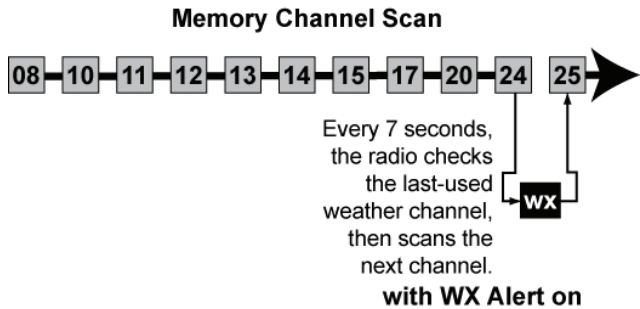 Memory Channel Scan
08 10 11 12 13 14 15 17 20 24 25
Every 7 seconds,
the radio checks
the last-used
weather channel,
then scans the
next channel.
WX
with WX Alert on